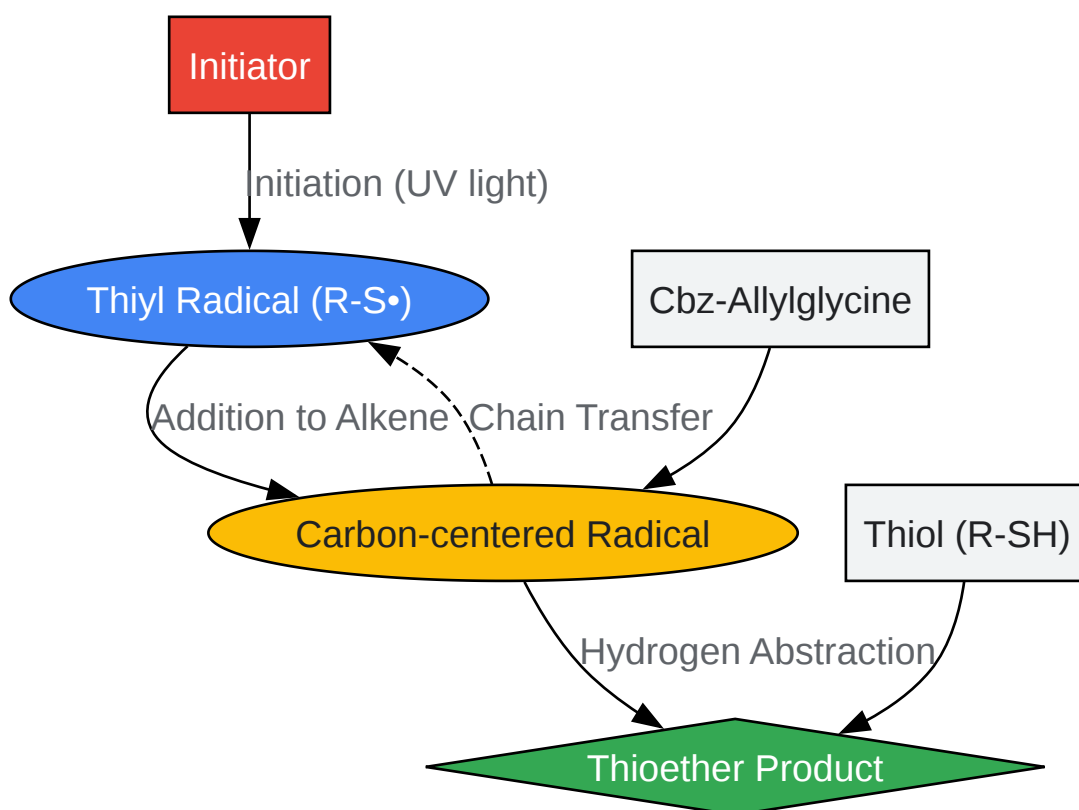 Initiator
Initiation (UV light)
Thiyl Radical (R-S•)
Cbz-Allylglycine
Addition to Alkene
Chain Transfer
Carbon-centered Radical
Thiol (R-SH)
Hydrogen Abstraction
Thioether Product